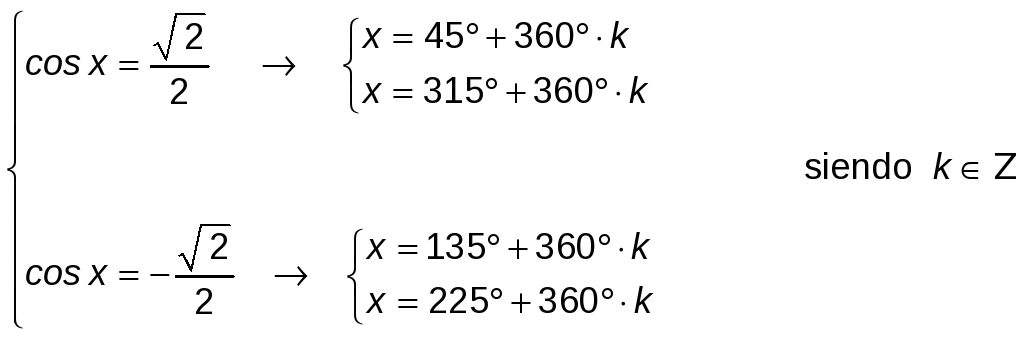 cos x = √2/2 → x = 45° + 360° · k
x = 315° + 360° · k
siendo k ∈ Z
cos x = −√2/2 → x = 135° + 360° · k
x = 225° + 360° · k